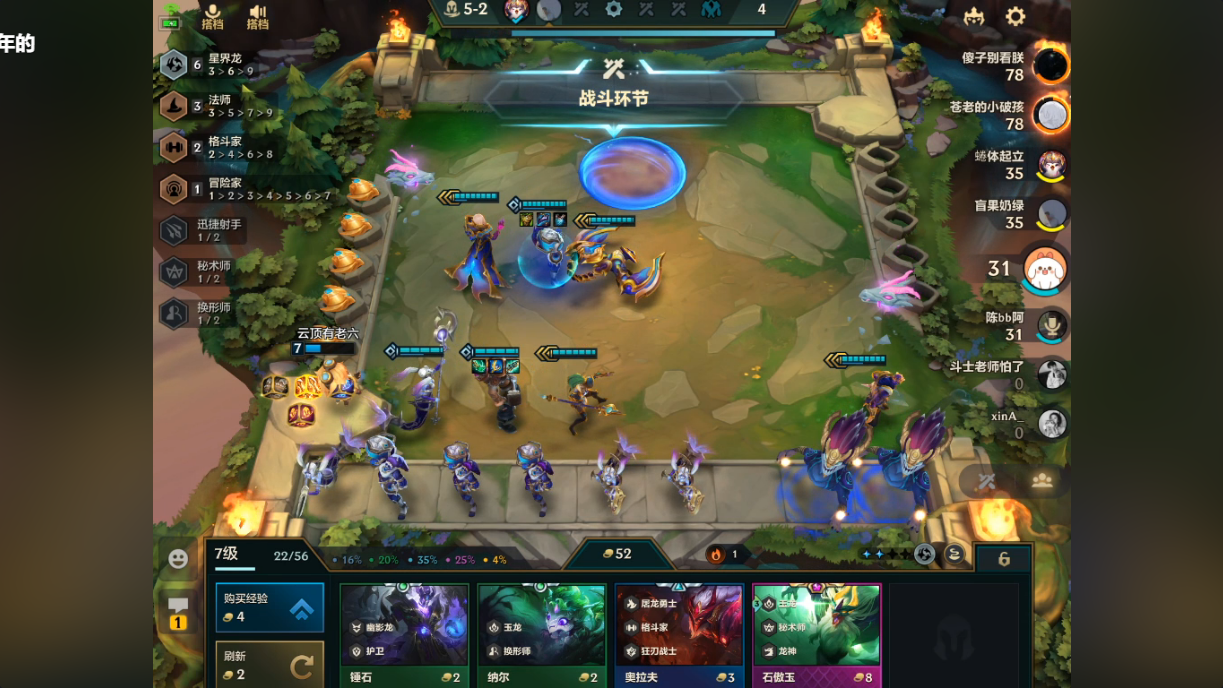 年的
搭档
搭档
5-2
4
战斗环节
6 星界龙
3 > 6 > 9
3 法师
3 > 5 > 7 > 9
2 格斗家
2 > 4 > 6 > 8
1 冒险家
1 > 2 > 3 > 4 > 5 > 6 > 7
迅捷射手
1 / 2
秘术师
1 / 2
换形师
1 / 2
傻子别看朕
78
苍老的小破孩
78
蜷体起立
35
盲果奶绿
35
31
陈bb阿
31
斗士老师怕了
0
xinA_
0
云顶有老六
7
7级
22/56
16% 20% 35% 25% 4%
52
1
6
购买经验
4
刷新
2
1
幽影龙
护卫
锤石 2
玉龙
换形师
纳尔 2
屠龙勇士
格斗家
狂刃战士
奥拉夫 3
3 玉龙
秘术师
龙神
石傲玉 8